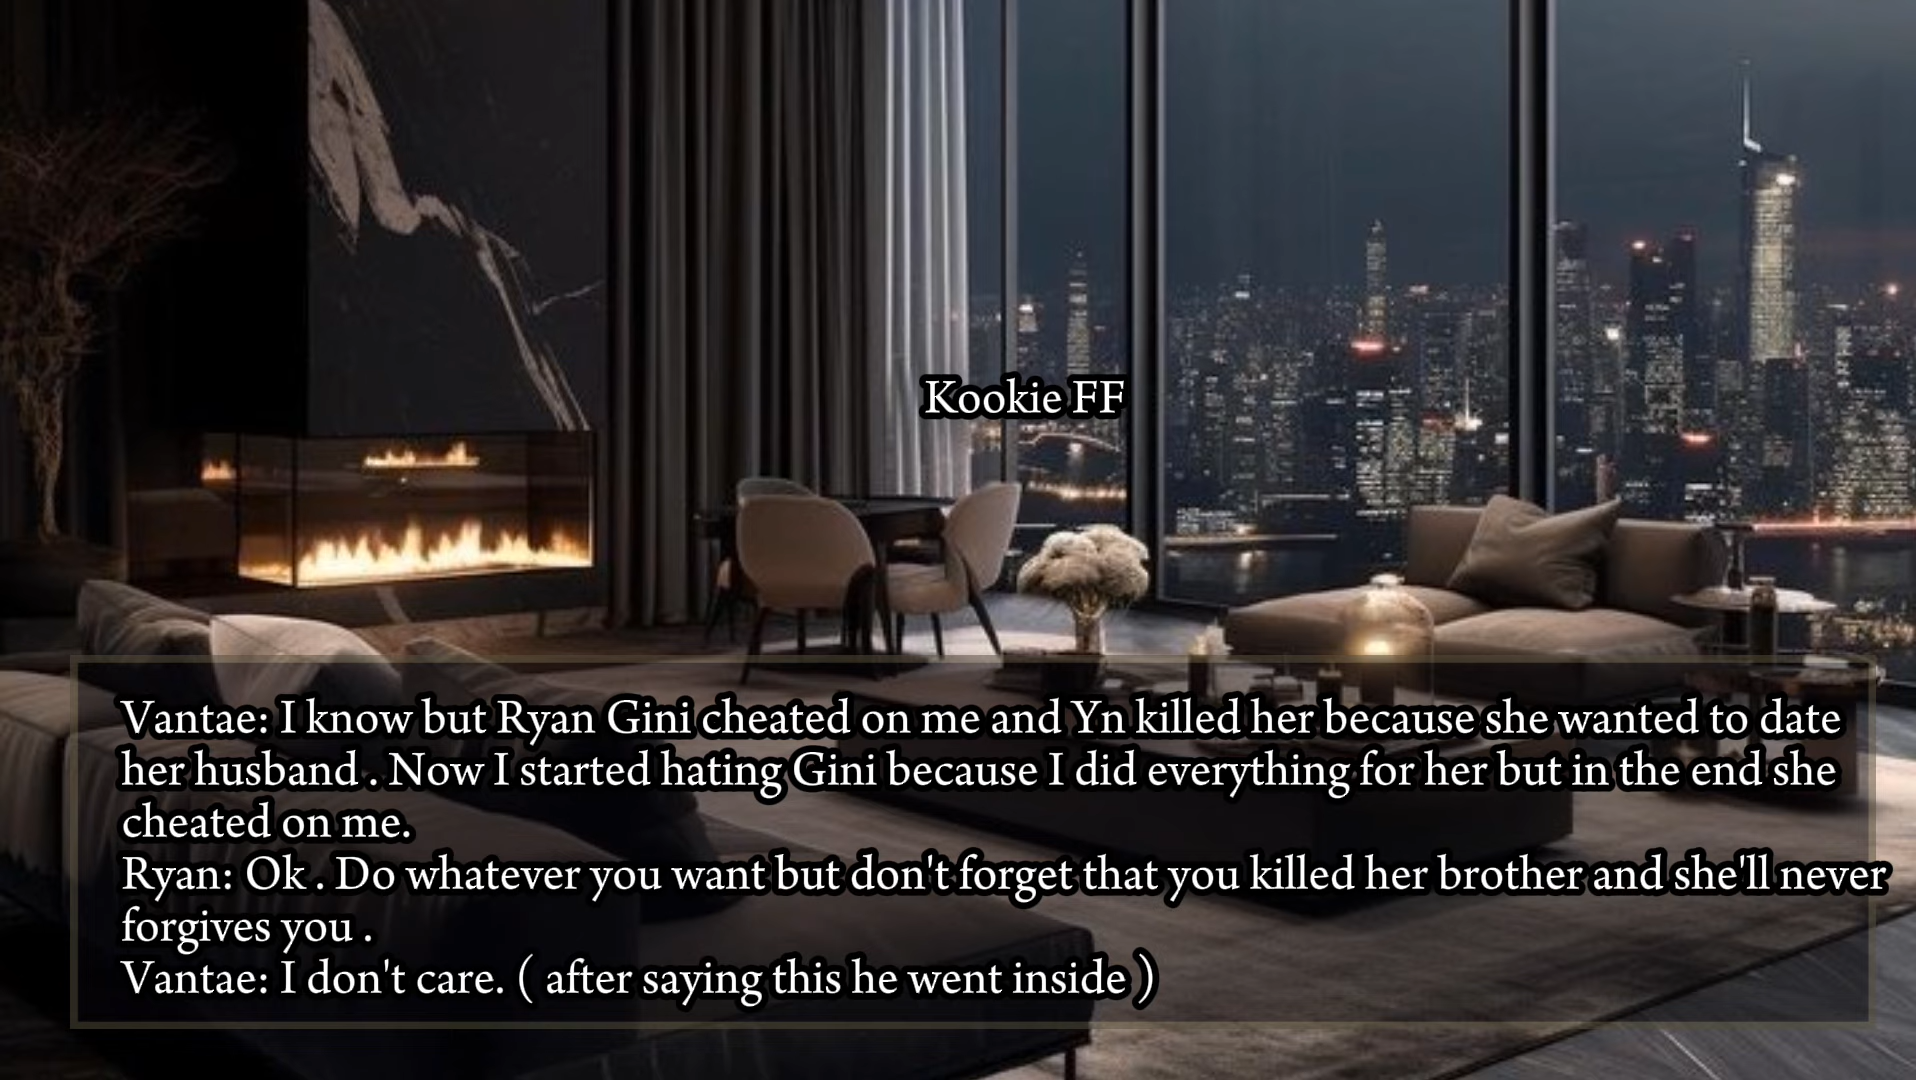 Kookie FF
Vantae: I know but Ryan Gini cheated on me and Yn killed her because she wanted to date
her husband . Now I started hating Gini because I did everything for her but in the end she
cheated on me.
Ryan: Ok . Do whatever you want but don't forget that you killed her brother and she'll never
forgives you .
Vantae: I don't care. ( after saying this he went inside )